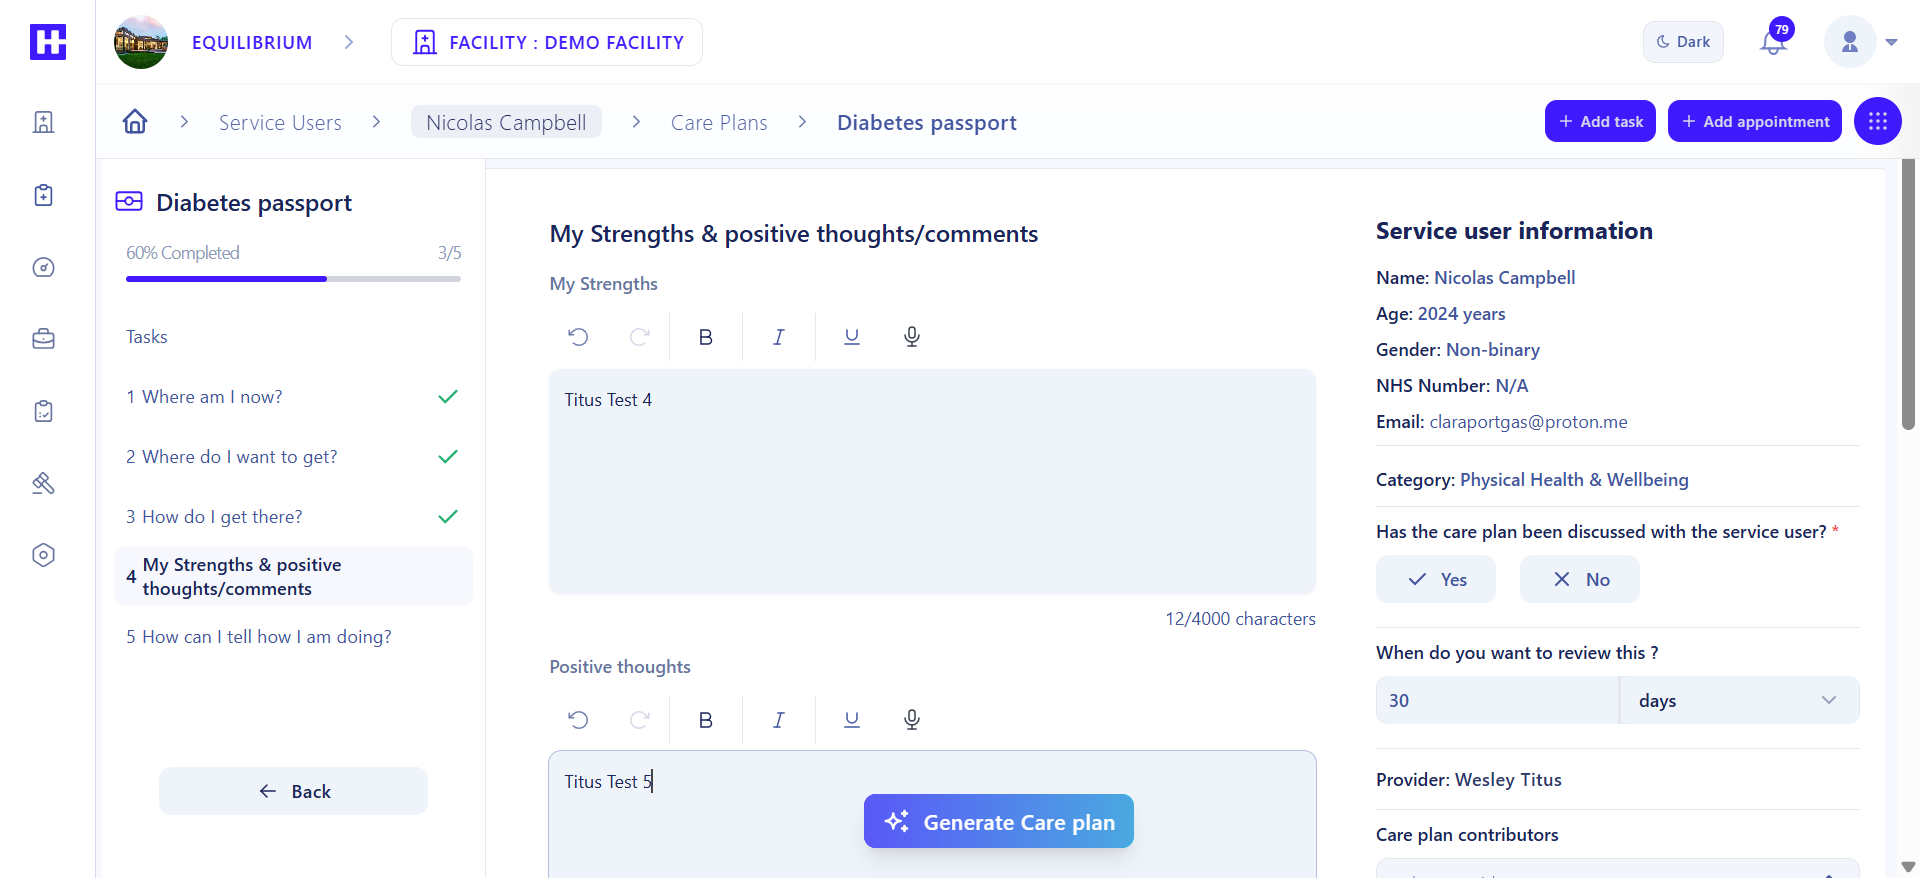 EQUILIBRIUM
FACILITY : DEMO FACILITY
Dark
79
Service Users
Nicolas Campbell
Care Plans
Diabetes passport
+ Add task
+ Add appointment
Diabetes passport
60% Completed
3/5
Tasks
1 Where am I now?
2 Where do I want to get?
3 How do I get there?
4 My Strengths & positive
thoughts/comments
5 How can I tell how I am doing?
Back
My Strengths & positive thoughts/comments
My Strengths
B I U
Titus Test 4
12/4000 characters
Positive thoughts
B I U
Titus Test 5
Generate Care plan
Service user information
Name: Nicolas Campbell
Age: 2024 years
Gender: Non-binary
NHS Number: N/A
Email: claraportgas@proton.me
Category: Physical Health & Wellbeing
Has the care plan been discussed with the service user? *
Yes
No
When do you want to review this ?
30
days
Provider: Wesley Titus
Care plan contributors